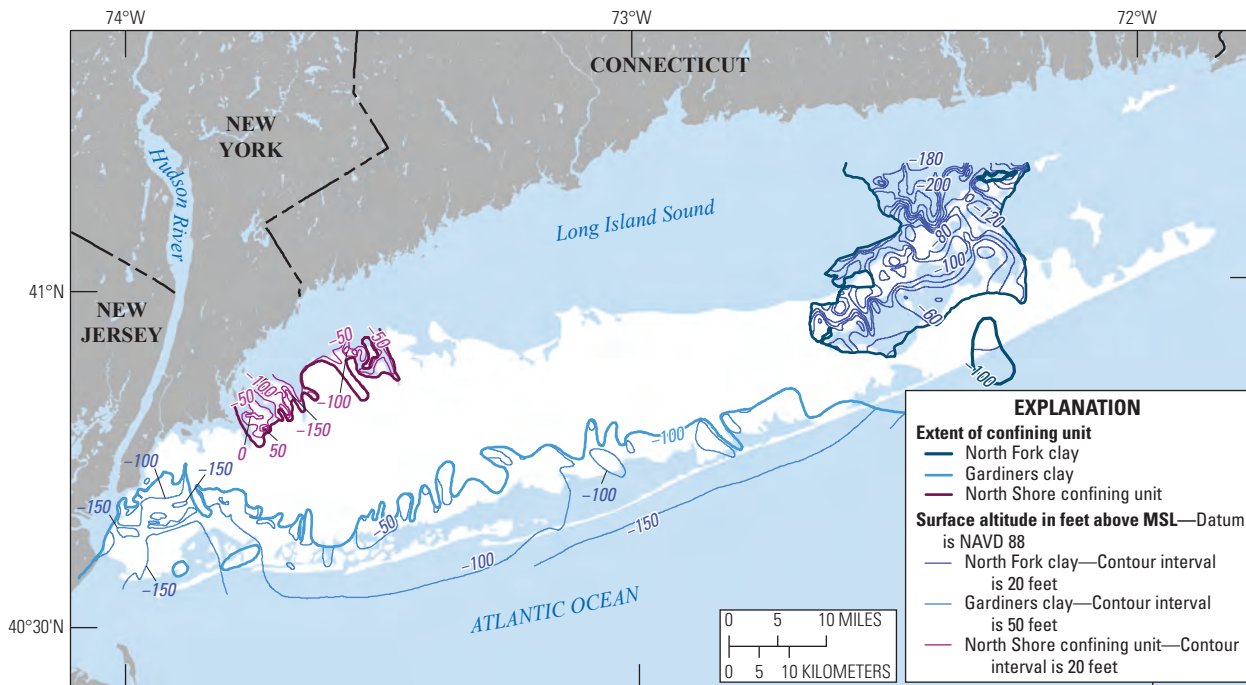 74°W
73°W
72°W
CONNECTICUT
NEW
YORK
Hudson River
−180
−200
−120
Long Island Sound
80
−100
41°N
NEW
JERSEY
−60
−50
−50
−100
−100
−50
−100
−150
0
50
−100
−100
−150
−150
−100
−50
−150
−100
−150
ATLANTIC OCEAN
40°30'
0 5 10 MILES
0 5 10 KILOMETERS
EXPLANATION
Extent of confining unit
North Fork clay
Gardiners clay
North Shore confining unit
Surface altitude in feet above MSL—Datum
is NAVD 88
North Fork clay—Contour interval
is 20 feet
Gardiners clay—Contour interval
is 50 feet
North Shore confining unit—Contour
interval is 20 feet